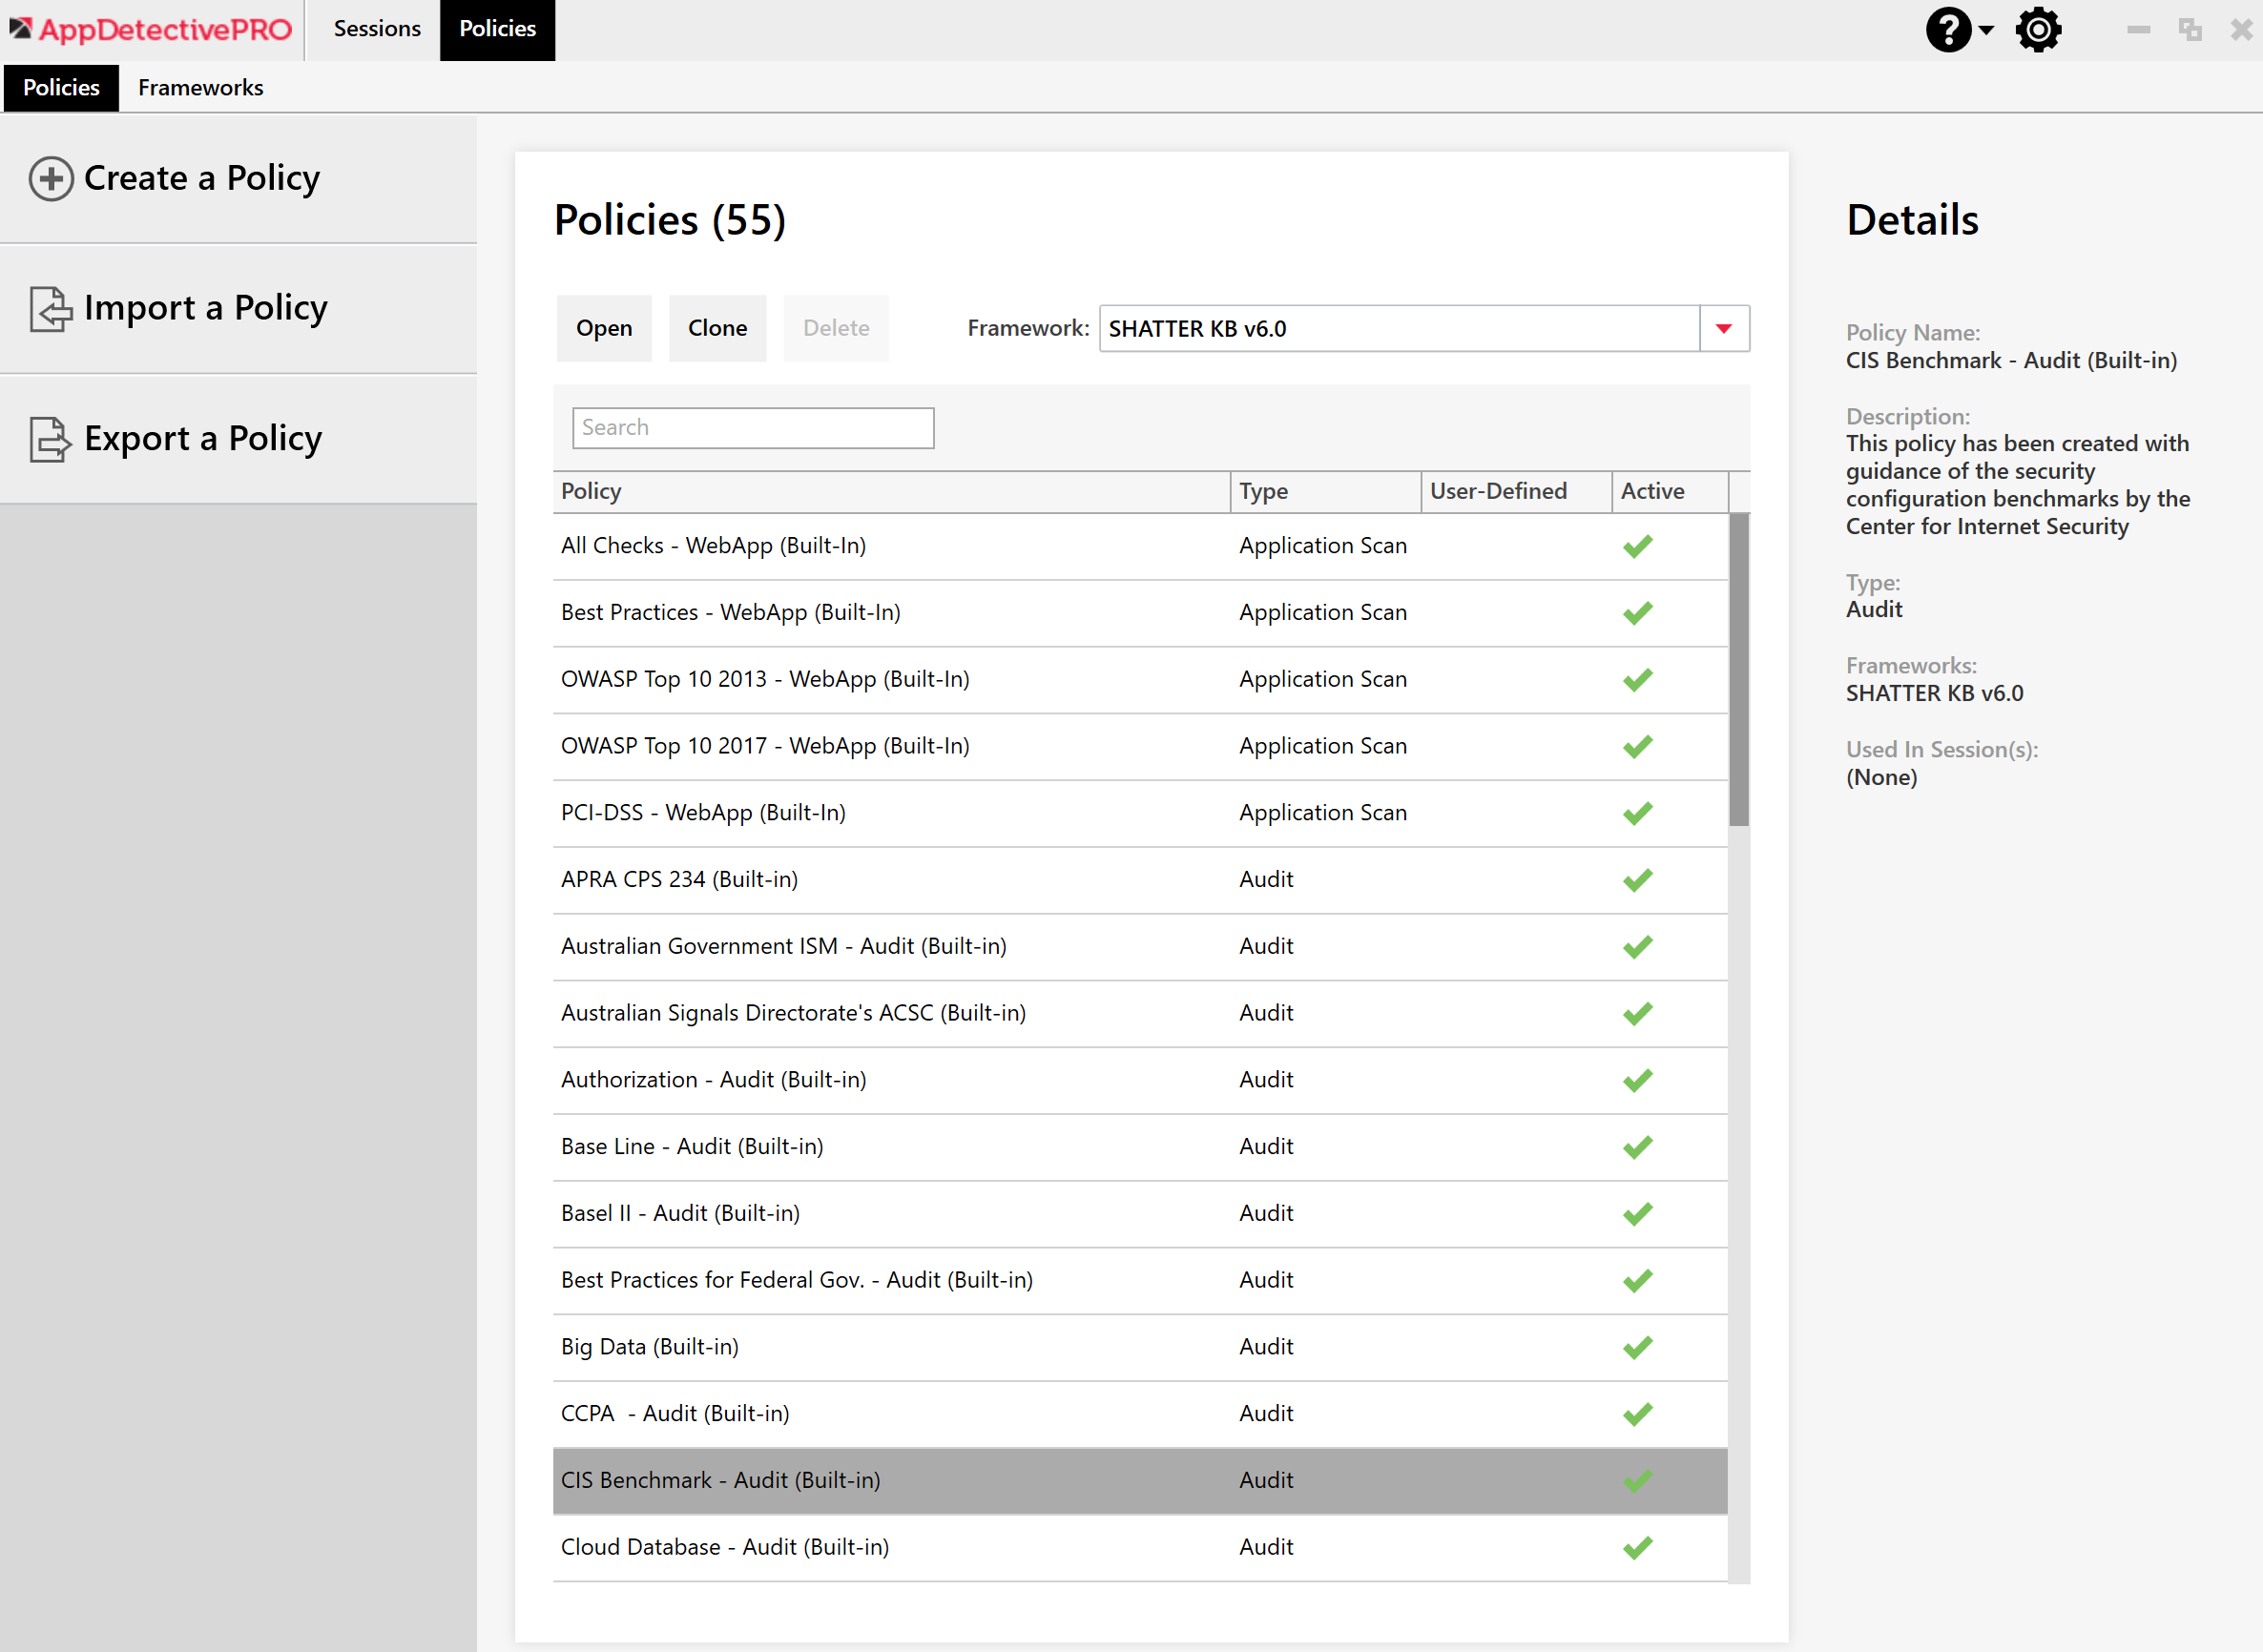 AppDetectivePRO
Sessions
Policies
Policies
Frameworks
Create a Policy
Import a Policy
Export a Policy
Policies (55)
Open
Clone
Delete
Framework:
SHATTER KB v6.0
Search
Policy Type User-Defined Active
All Checks - WebApp (Built-In) Application Scan
Best Practices - WebApp (Built-In) Application Scan
OWASP Top 10 2013 - WebApp (Built-In) Application Scan
OWASP Top 10 2017 - WebApp (Built-In) Application Scan
PCI-DSS - WebApp (Built-In) Application Scan
APRA CPS 234 (Built-in) Audit
Australian Government ISM - Audit (Built-in) Audit
Australian Signals Directorate's ACSC (Built-in) Audit
Authorization - Audit (Built-in) Audit
Base Line - Audit (Built-in) Audit
Basel II - Audit (Built-in) Audit
Best Practices for Federal Gov. - Audit (Built-in) Audit
Big Data (Built-in) Audit
CCPA  - Audit (Built-in) Audit
CIS Benchmark - Audit (Built-in) Audit
Cloud Database - Audit (Built-in) Audit
Details
Policy Name:
CIS Benchmark - Audit (Built-in)
Description:
This policy has been created with
guidance of the security
configuration benchmarks by the
Center for Internet Security
Type:
Audit
Frameworks:
SHATTER KB v6.0
Used In Session(s):
(None)